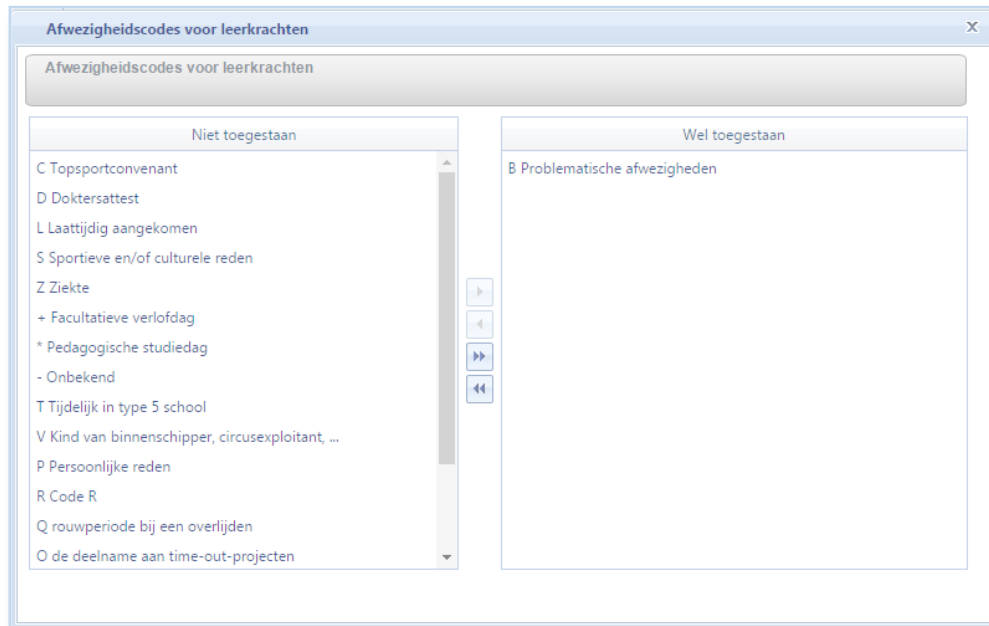 Afwezigheidscodes voor leerkrachten
x
Afwezigheidscodes voor leerkrachten
Niet toegestaan
C Topsportconvenant
D Doktersattest
L Laattijdig aangekomen
S Sportieve en/of culturele reden
Z Ziekte
+ Facultatieve verlofdag
* Pedagogische studiedag
- Onbekend
T Tijdelijk in type 5 school
V Kind van binnenschipper, circusexploitant, ...
P Persoonlijke reden
R Code R
Q rouwperiode bij een overlijden
O de deelname aan time-out-projecten
Wel toegestaan
B Problematische afwezigheden